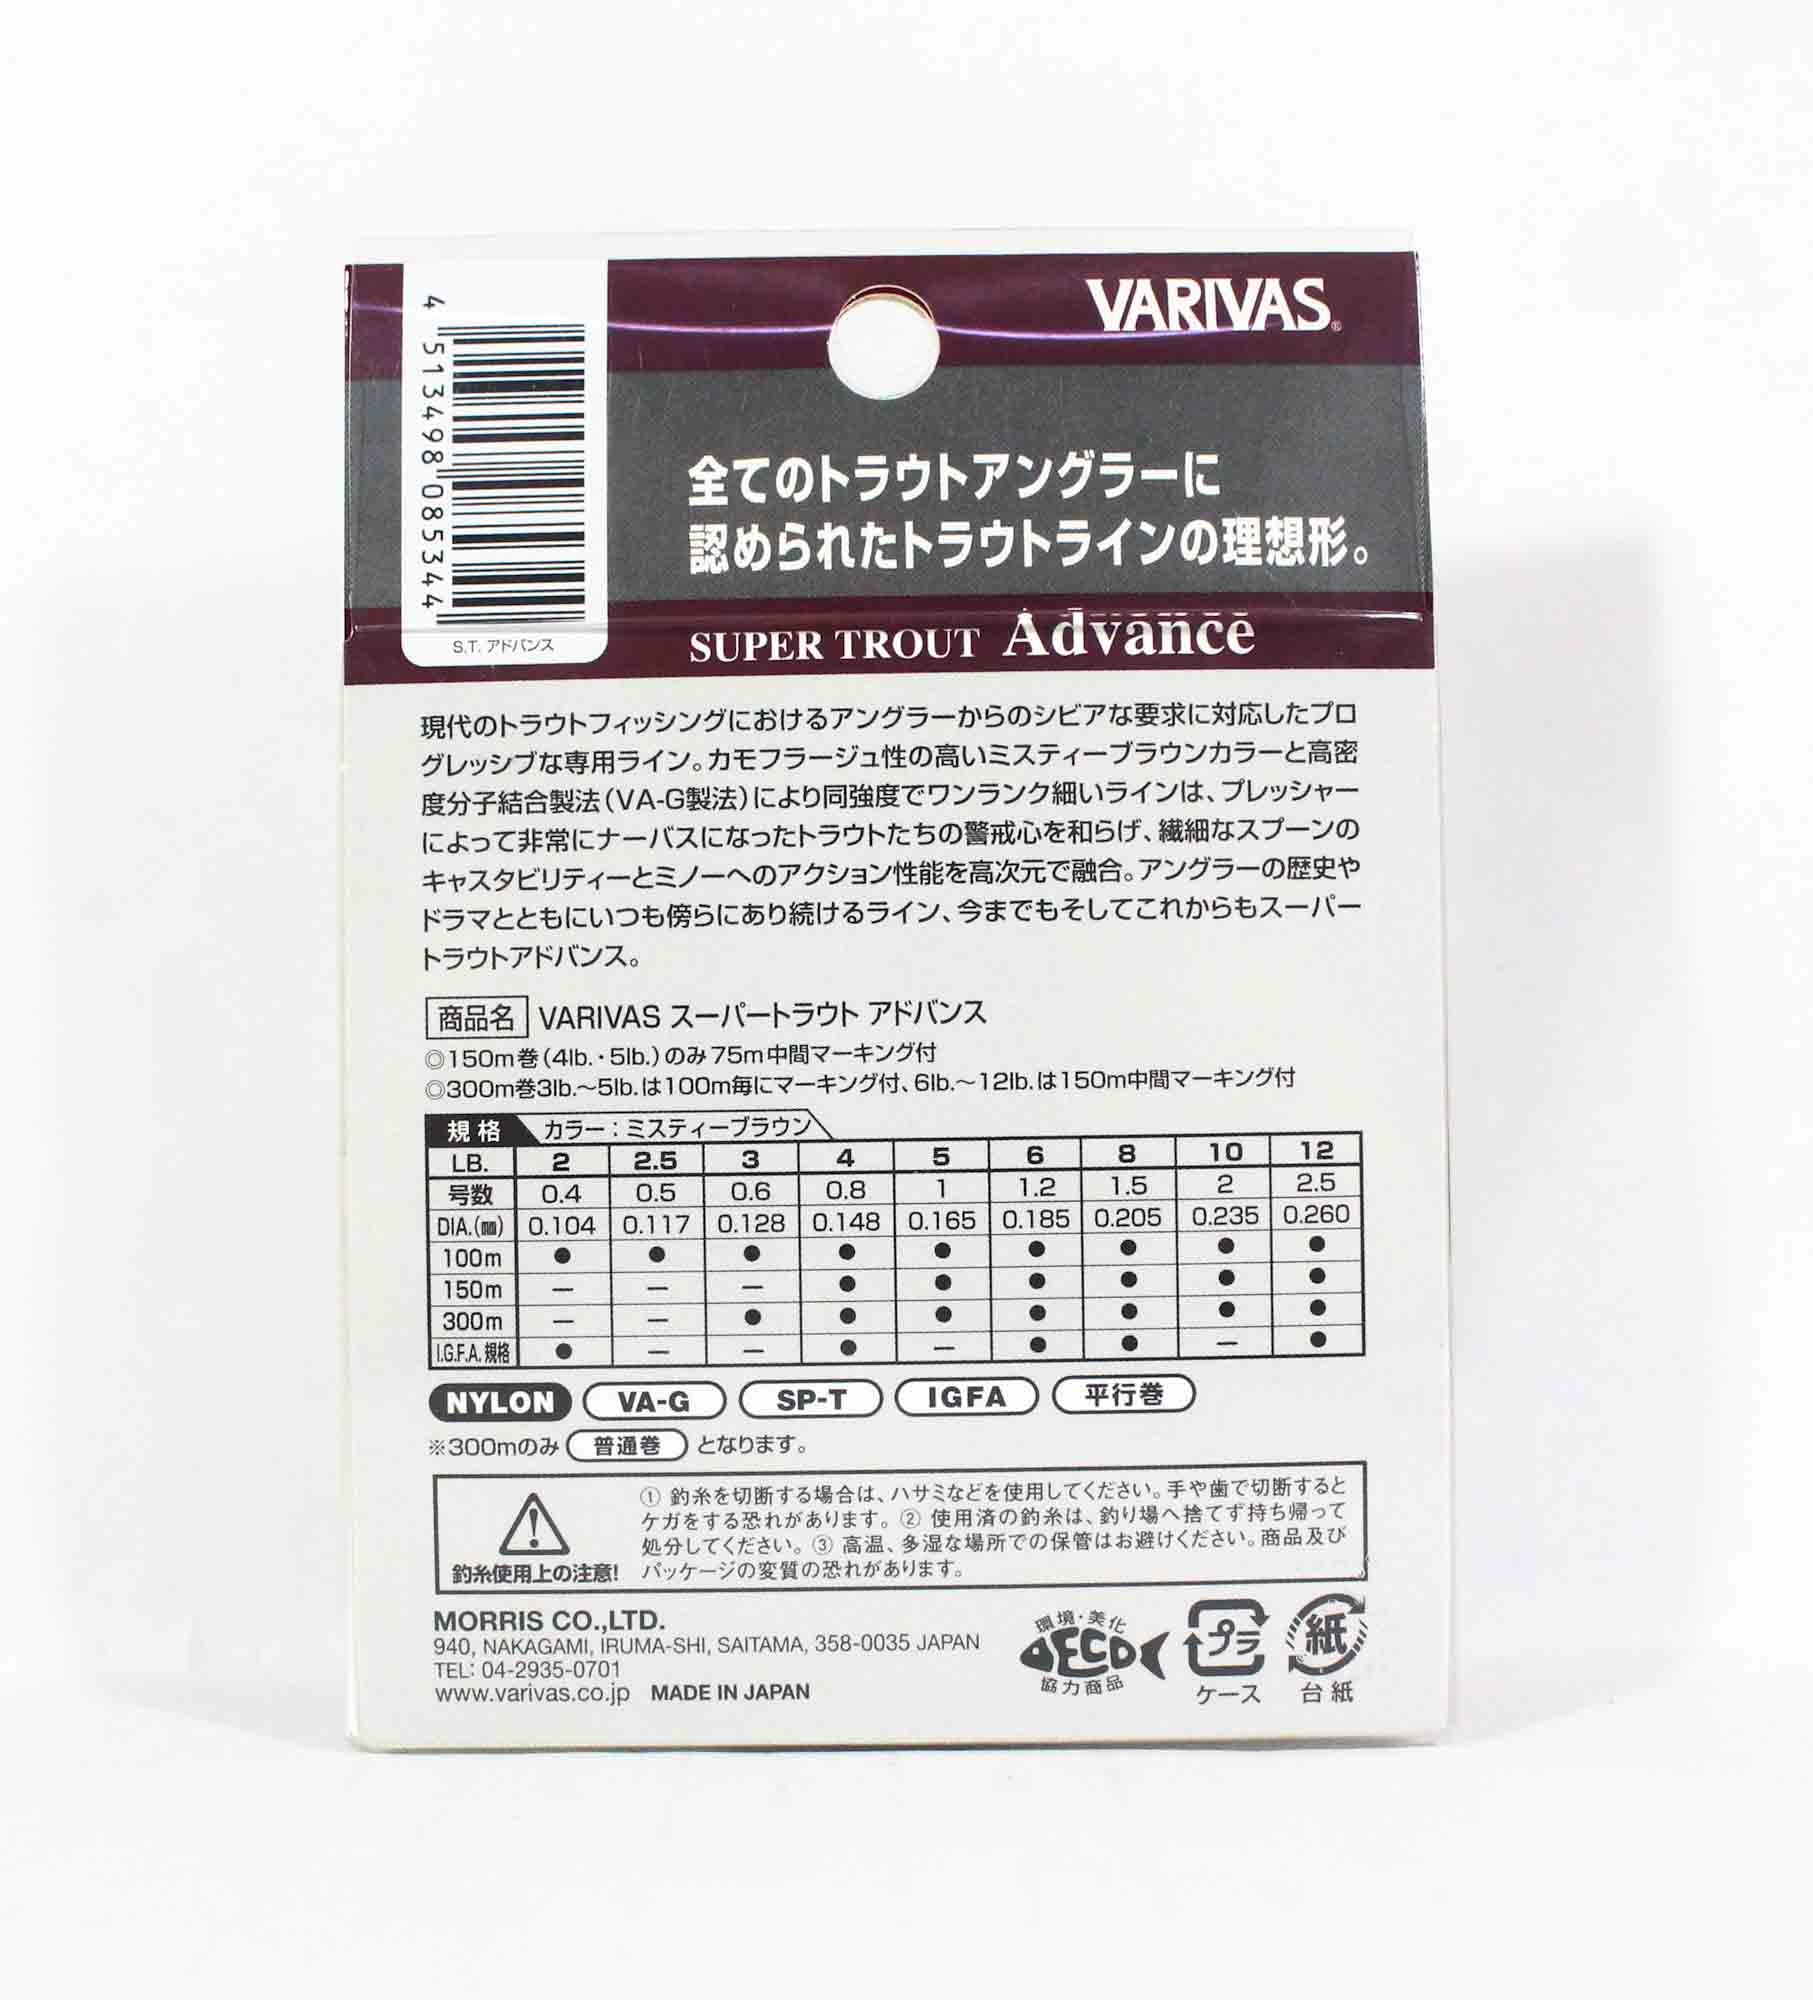 VARIVAS®
4 513498 085344
S.T. アドバンス
全てのトラウトアングラーに
認められたトラウトラインの理想形。
SUPER TROUT Advance
現代のトラウトフィッシングにおけるアングラーからのシビアな要求に対応したプロ
グレッシブな専用ライン。カモフラージュ性の高いミスティーブラウンカラーと高密
度分子結合製法(VA-G製法)により同強度でワンランク細いラインは、プレッシャー
によって非常にナーバスになったトラウトたちの警戒心を和らげ、繊細なスプーンの
キャスタビリティーとミノーへのアクション性能を高次元で融合。アングラーの歴史や
ドラマとともにいつも傍らにあり続けるライン、今までもそしてこれからもスーパー
トラウトアドバンス。
商品名 VARIVAS スーパートラウト アドバンス
◎150m巻(4lb.・5lb.)のみ75m中間マーキング付
◎300m巻3lb.〜5lb.は100m毎にマーキング付、6lb.〜12lb.は150m中間マーキング付
規格 カラー:ミスティーブラウン
LB. 2 2.5 3 4 5 6 8 10 12
号数 0.4 0.5 0.6 0.8 1 1.2 1.5 2 2.5
DIA.(㎜) 0.104 0.117 0.128 0.148 0.165 0.185 0.205 0.235 0.260
100m ● ● ● ● ● ● ● ● ●
150m — — — ● ● ● ● ● ●
300m — — ● ● ● ● ● ● ●
I.G.F.A.規格 ● — — ● — ● ● — ●
NYLON VA-G SP-T IGFA 平行巻
※300mのみ 普通巻 となります。
釣糸使用上の注意!
① 釣糸を切断する場合は、ハサミなどを使用してください。手や歯で切断すると
ケガをする恐れがあります。② 使用済の釣糸は、釣り場へ捨てず持ち帰って
処分してください。③ 高温、多湿な場所での保管はお避けください。商品及び
パッケージの変質の恐れがあります。
MORRIS CO.,LTD.
940, NAKAGAMI, IRUMA-SHI, SAITAMA, 358-0035 JAPAN
TEL: 04-2935-0701
www.varivas.co.jp MADE IN JAPAN
環境・美化
ECO
協力商品
プラ
ケース
紙
台紙